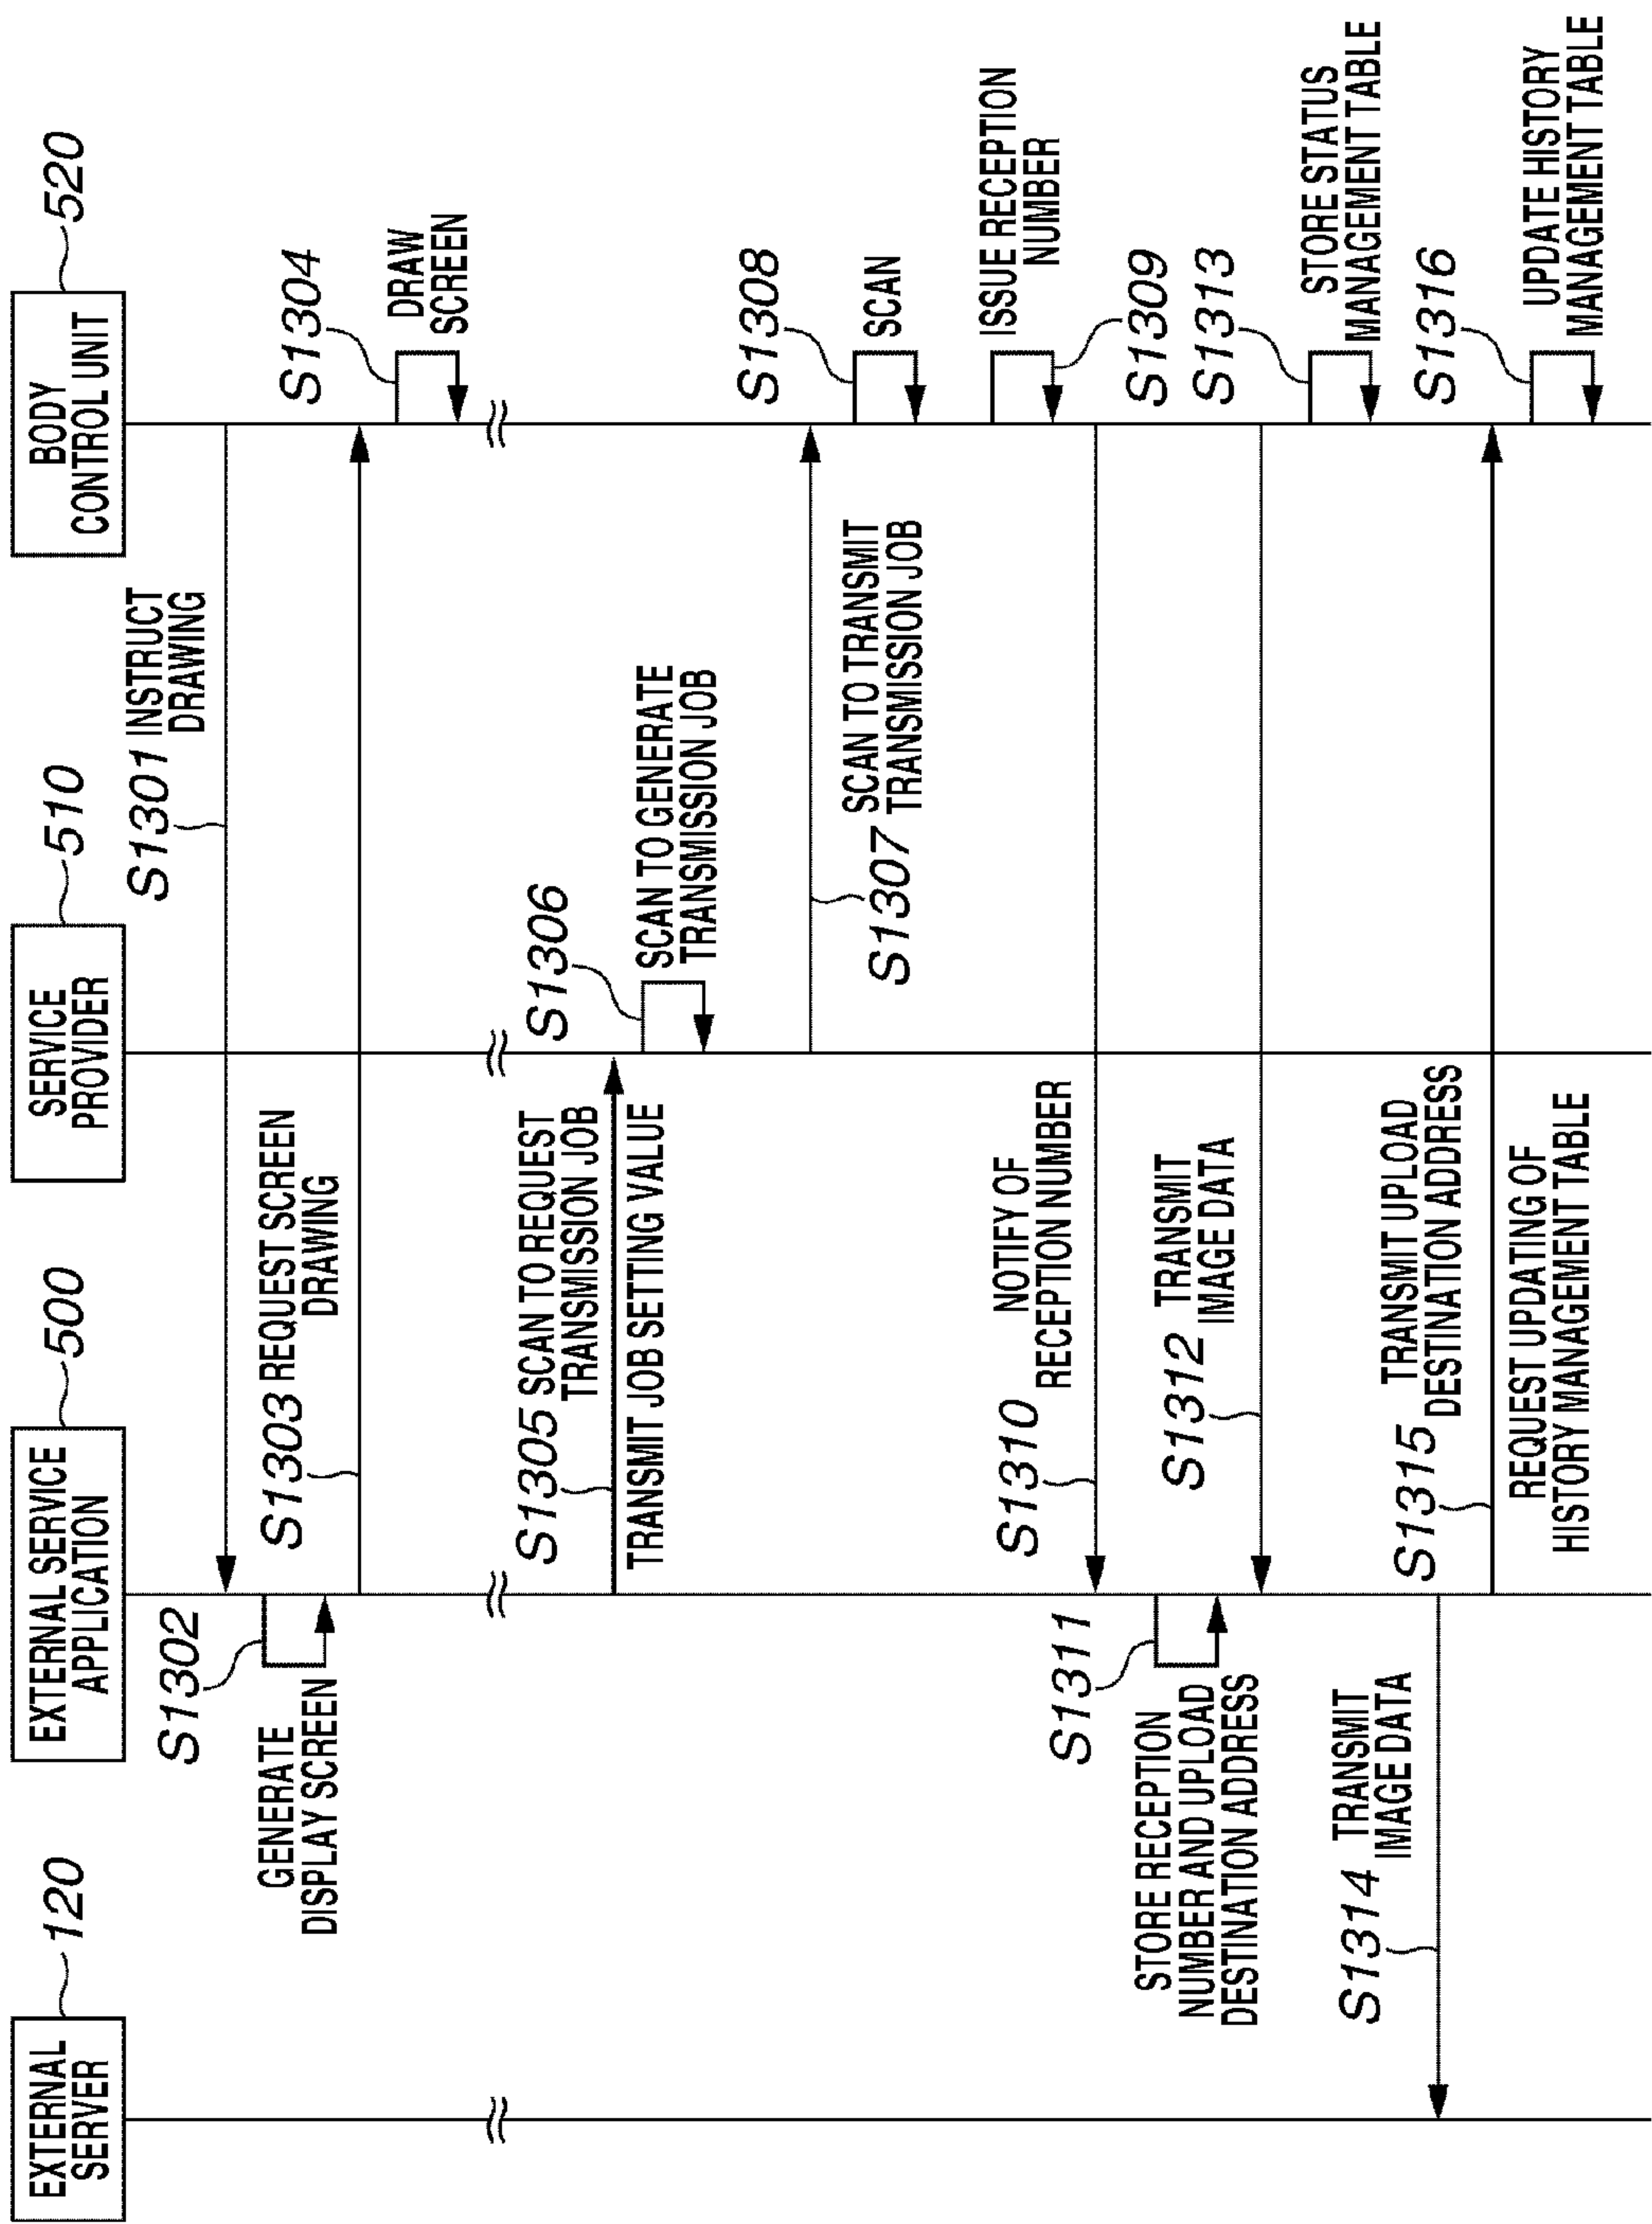 EXTERNAL
SERVER
120
EXTERNAL SERVICE
APPLICATION
500
SERVICE
PROVIDER
510
BODY
CONTROL UNIT
520
S1301 INSTRUCT
DRAWING
S1302
GENERATE
DISPLAY SCREEN
S1303 REQUEST SCREEN
DRAWING
S1304
DRAW
SCREEN
S1305 SCAN TO REQUEST
TRANSMISSION JOB
TRANSMIT JOB SETTING VALUE
S1306
SCAN TO GENERATE
TRANSMISSION JOB
S1307 SCAN TO TRANSMIT
TRANSMISSION JOB
S1308
SCAN
ISSUE RECEPTION
NUMBER
S1309
S1310 NOTIFY OF
RECEPTION NUMBER
S1311
STORE RECEPTION
NUMBER AND UPLOAD
DESTINATION ADDRESS
S1312 TRANSMIT
IMAGE DATA
S1313
STORE STATUS
MANAGEMENT TABLE
S1314 TRANSMIT
IMAGE DATA
S1315 TRANSMIT UPLOAD
DESTINATION ADDRESS
REQUEST UPDATING OF
HISTORY MANAGEMENT TABLE
S1316
UPDATE HISTORY
MANAGEMENT TABLE